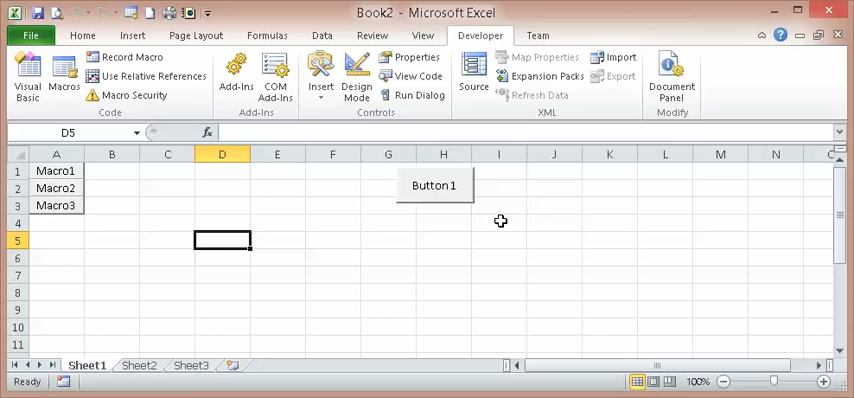 Book2 - Microsoft Excel
File Home Insert Page Layout Formulas Data Review View Developer Team
Visual Basic
Macros
Record Macro
Use Relative References
Macro Security
Code
Add-Ins
COM Add-Ins
Add-Ins
Insert
Design Mode
Properties
View Code
Run Dialog
Controls
Source
Map Properties
Expansion Packs
Refresh Data
Import
Export
XML
Document Panel
Modify
D5 fx
A B C D E F G H I J K L M N
1 Macro1 Button 1
2 Macro2
3 Macro3
4
5
6
7
8
9
10
11
Sheet1 Sheet2 Sheet3
Ready 100%